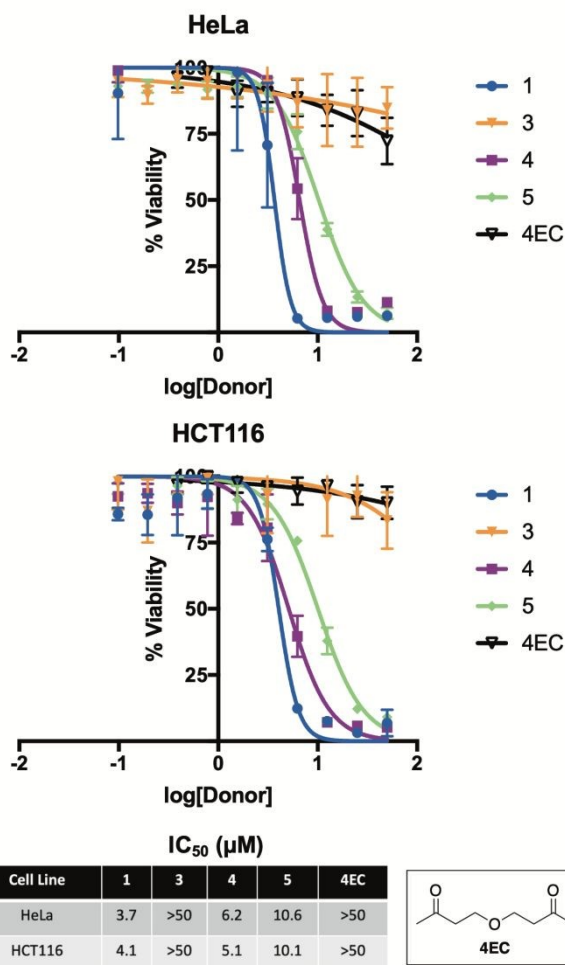 HeLa
100
75
50
25
% Viability
-2 -1 0 1 2
log[Donor]
1
3
4
5
4EC
HCT116
100
75
50
25
% Viability
-2 -1 0 1 2
log[Donor]
1
3
4
5
4EC
IC50 (µM)
Cell Line 1 3 4 5 4EC
HeLa 3.7 >50 6.2 10.6 >50
HCT116 4.1 >50 5.1 10.1 >50
O O
O
4EC